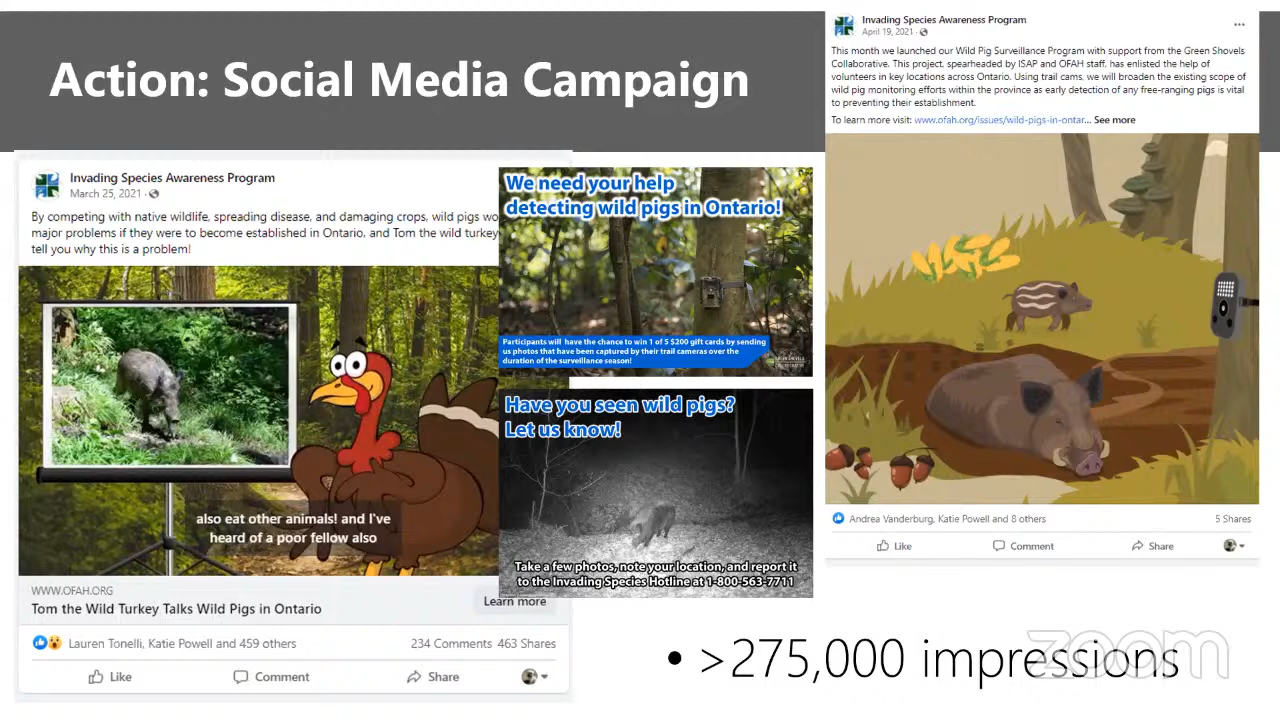 Action: Social Media Campaign
Invading Species Awareness Program
March 25, 2021 ·
By competing with native wildlife, spreading disease, and damaging crops, wild pigs wo
major problems if they were to become established in Ontario, and Tom the wild turkey
tell you why this is a problem!
also eat other animals! and I've
heard of a poor fellow also
WWW.OFAH.ORG
Tom the Wild Turkey Talks Wild Pigs in Ontario
Learn more
Lauren Tonelli, Katie Powell and 459 others
234 Comments 463 Shares
Like
Comment
Share
We need your help
detecting wild pigs in Ontario!
Participants will have the chance to win 1 of 5 $200 gift cards by sending
us photos that have been captured by their trail cameras over the
duration of the surveillance season!
Have you seen wild pigs?
Let us know!
Take a few photos, note your location, and report it
to the Invading Species Hotline at 1-800-563-7711
Invading Species Awareness Program
April 19, 2021 ·
This month we launched our Wild Pig Surveillance Program with support from the Green Shovels
Collaborative. This project, spearheaded by ISAP and OFAH staff, has enlisted the help of
volunteers in key locations across Ontario. Using trail cams, we will broaden the existing scope of
wild pig monitoring efforts within the province as early detection of any free-ranging pigs is vital
to preventing their establishment.
To learn more visit: www.ofah.org/issues/wild-pigs-in-ontar... See more
Andrea Vanderburg, Katie Powell and 8 others
5 Shares
Like
Comment
Share
• >275,000 impressions
zoom